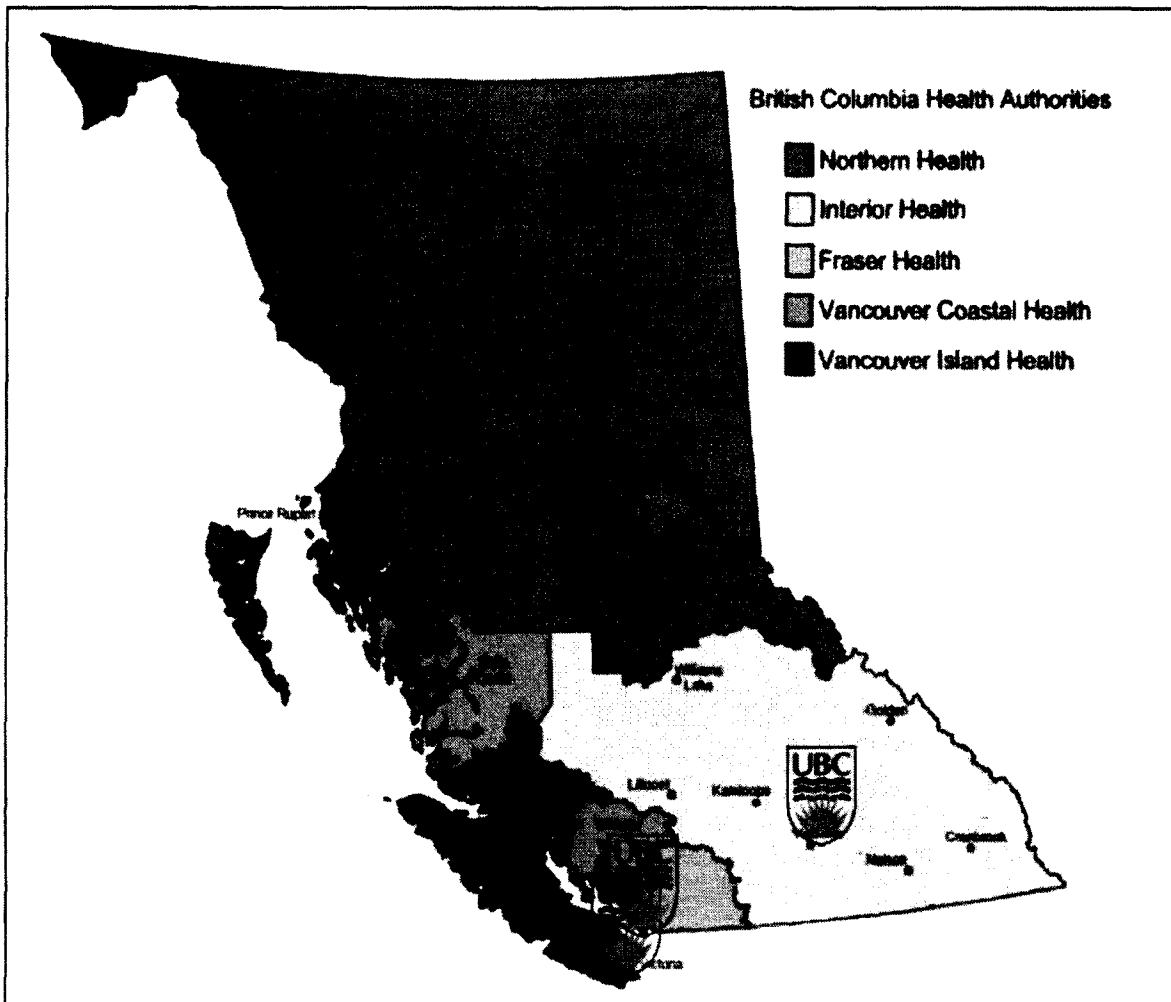 British Columbia Health Authorities
Northern Health
Interior Health
Fraser Health
Vancouver Coastal Health
Vancouver Island Health
Prince Rupert
Williams
Lake
Golden
UBC
Lillooet
Kamloops
Cranbrook
Nelson